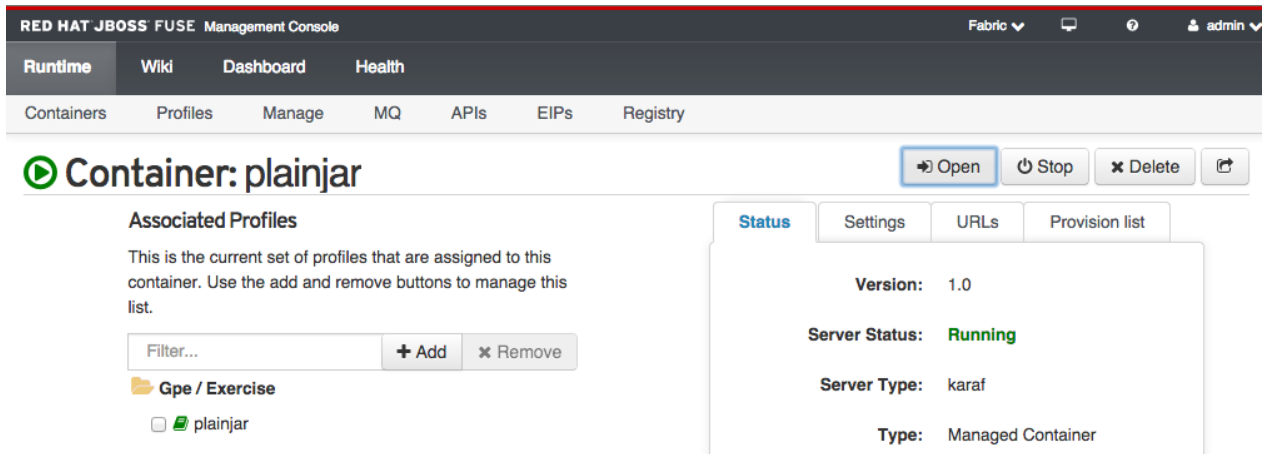 RED HAT JBOSS FUSE Management Console
Fabric
admin
Runtime Wiki Dashboard Health
Containers Profiles Manage MQ APIs EIPs Registry
Container: plainjar
Open Stop Delete
Associated Profiles
This is the current set of profiles that are assigned to this
container. Use the add and remove buttons to manage this
list.
Filter... Add Remove
Gpe / Exercise
plainjar
Status Settings URLs Provision list
Version: 1.0
Server Status: Running
Server Type: karaf
Type: Managed Container